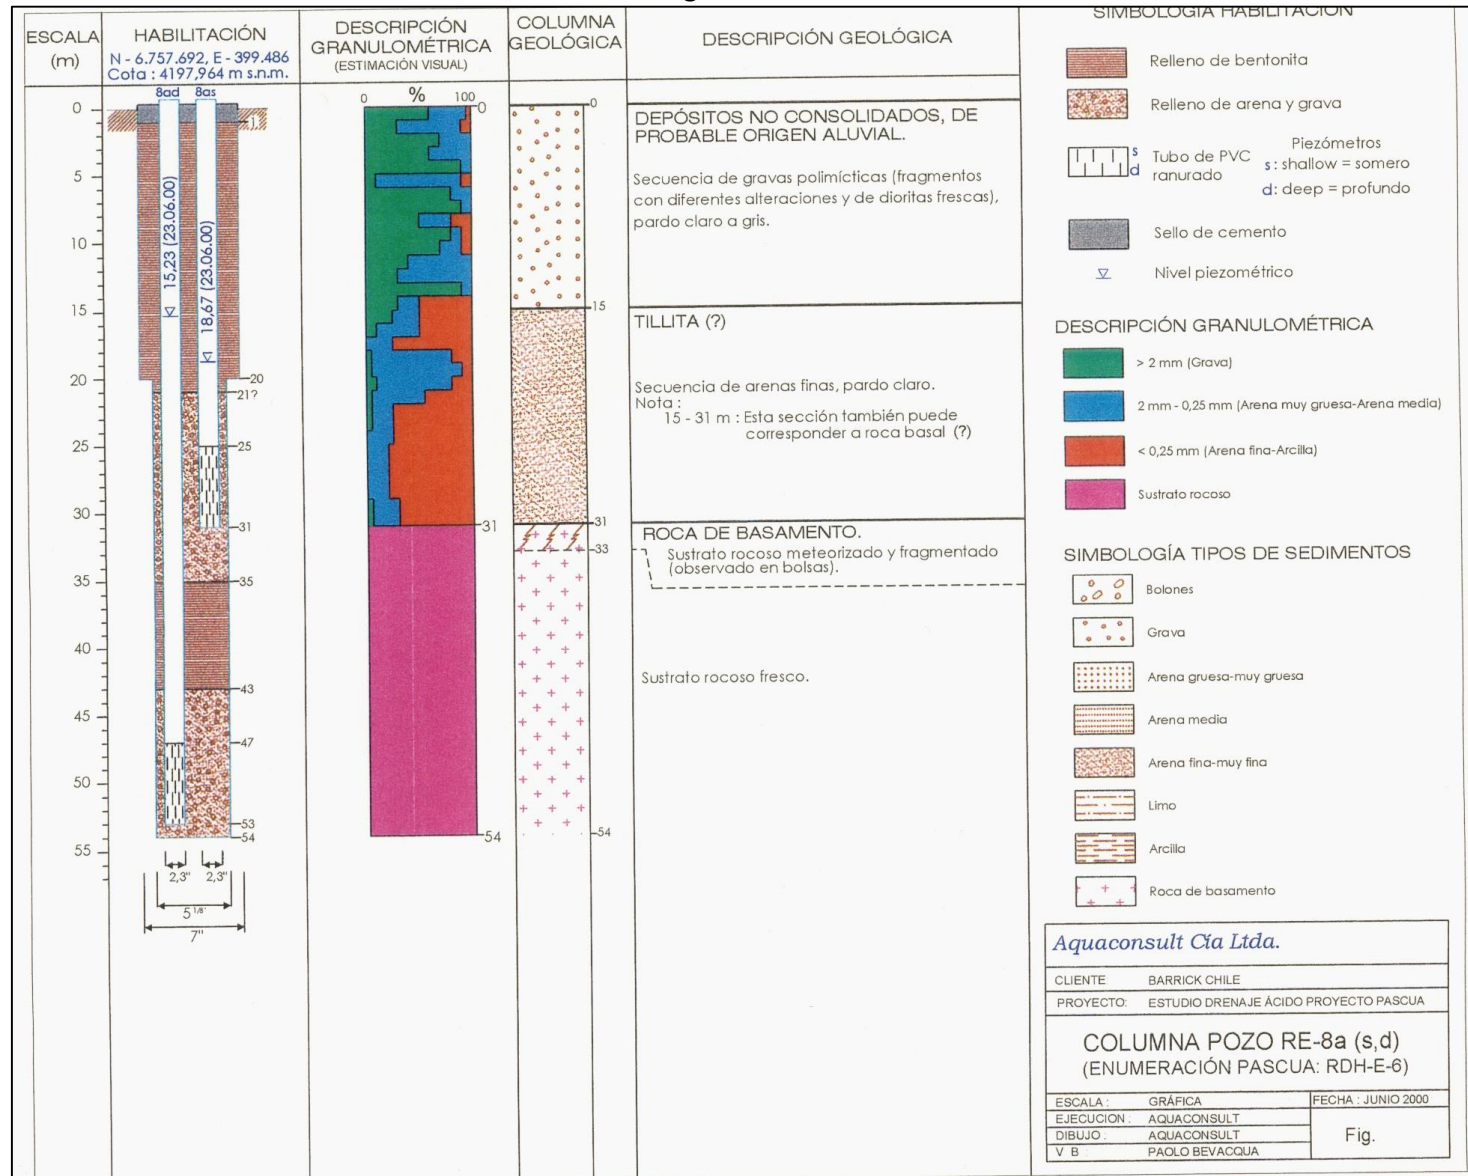 ESCALA
(m)
HABILITACIÓN
N - 6.757.692, E - 399.486
Cota : 4197,964 m s.n.m.
DESCRIPCIÓN
GRANULOMÉTRICA
(ESTIMACIÓN VISUAL)
COLUMNA
GEOLÓGICA
DESCRIPCIÓN GEOLÓGICA
8ad 8as
0
5
10
15
20
25
30
35
40
45
50
55
15,23 (23.06.00)
18,67 (23.06.00)
1
20
21?
25
31
35
43
47
53
54
2,3" 2,3"
5 1/8"
7"
0 % 100
0
31
54
0
15
31
33
54
DEPÓSITOS NO CONSOLIDADOS, DE
PROBABLE ORIGEN ALUVIAL.
Secuencia de gravas polimícticas (fragmentos
con diferentes alteraciones y de dioritas frescas),
pardo claro a gris.
TILLITA (?)
Secuencia de arenas finas, pardo claro.
Nota :
15 - 31 m : Esta sección también puede
corresponder a roca basal (?)
ROCA DE BASAMENTO.
Sustrato rocoso meteorizado y fragmentado
(observado en bolsas).
Sustrato rocoso fresco.
SIMBOLOGÍA HABILITACIÓN
Relleno de bentonita
Relleno de arena y grava
s
d
Tubo de PVC
ranurado
Piezómetros
s: shallow = somero
d: deep = profundo
Sello de cemento
Nivel piezométrico
DESCRIPCIÓN GRANULOMÉTRICA
> 2 mm (Grava)
2 mm - 0,25 mm (Arena muy gruesa-Arena media)
< 0,25 mm (Arena fina-Arcilla)
Sustrato rocoso
SIMBOLOGÍA TIPOS DE SEDIMENTOS
Bolones
Grava
Arena gruesa-muy gruesa
Arena media
Arena fina-muy fina
Limo
Arcilla
Roca de basamento
Aquaconsult Cía Ltda.
CLIENTE BARRICK CHILE
PROYECTO: ESTUDIO DRENAJE ÁCIDO PROYECTO PASCUA
COLUMNA POZO RE-8a (s,d)
(ENUMERACIÓN PASCUA: RDH-E-6)
ESCALA : GRÁFICA FECHA : JUNIO 2000
EJECUCION : AQUACONSULT
DIBUJO : AQUACONSULT
V B PAOLO BEVACQUA
Fig.